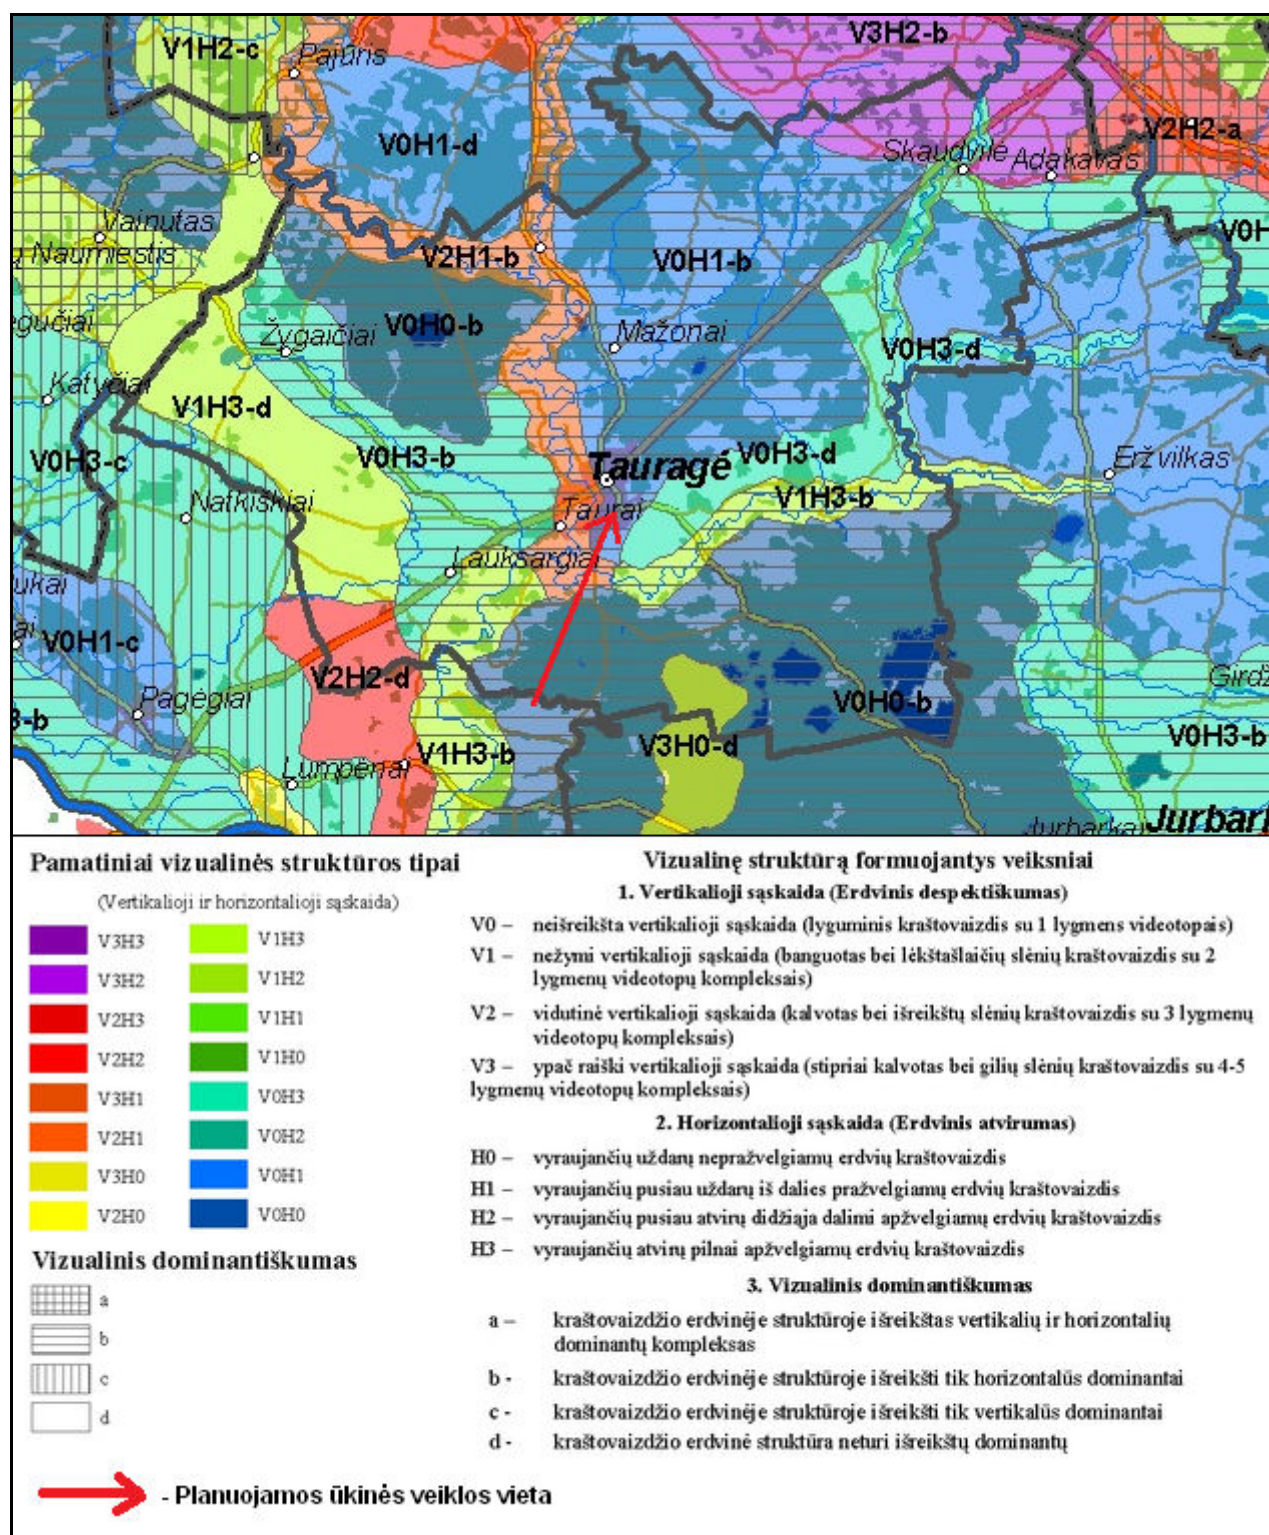 V1H2-c
Pajūris
V3H2-b
V0H1-d
V2H2-a
Skaudvilė
Adakavas
Vainutas
Naumiestis
V2H1-b
V0H1-b
V0H
V0H0-b
Mažonai
Žygaičiai
V0H3-d
Katyčiai
V1H3-d
V0H3-c
V0H3-b
Tauragė
V0H3-d
Eržvilkas
V1H3-b
Natkiškiai
Taurai
Lauksargiai
ukai
V0H1-c
V2H2-d
Pagėgiai
V0H0-b
3-b
V1H3-b
V3H0-d
V0H3-b
Lumpėnai
Jurbarkai
Pamatiniai vizualinės struktūros tipai
(Vertikalioji ir horizontalioji sąskaida)
V3H3
V1H3
V3H2
V1H2
V2H3
V1H1
V2H2
V1H0
V3H1
V0H3
V2H1
V0H2
V3H0
V0H1
V2H0
V0H0
Vizualinis dominantiškumas
a
b
c
d
Vizualinę struktūrą formuojantys veiksniai
1. Vertikalioji sąskaida (Erdvinis despektiškumas)
V0 – neišreikšta vertikalioji sąskaida (lyguminis kraštovaizdis su 1 lygmens videotopais)
V1 – nežymi vertikalioji sąskaida (banguotas bei lėkštašlaičių slėnių kraštovaizdis su 2
lygmenų videotopų kompleksais)
V2 – vidutinė vertikalioji sąskaida (kalvotas bei išreikštų slėnių kraštovaizdis su 3 lygmenų
videotopų kompleksais)
V3 – ypač raiški vertikalioji sąskaida (stipriai kalvotas bei gilių slėnių kraštovaizdis su 4-5
lygmenų videotopų kompleksais)
2. Horizontalioji sąskaida (Erdvinis atvirumas)
H0 – vyraujančių uždarų nepražvelgiamų erdvių kraštovaizdis
H1 – vyraujančių pusiau uždarų iš dalies pražvelgiamų erdvių kraštovaizdis
H2 – vyraujančių pusiau atvirų didžiąja dalimi apžvelgiamų erdvių kraštovaizdis
H3 – vyraujančių atvirų pilnai apžvelgiamų erdvių kraštovaizdis
3. Vizualinis dominantiškumas
a – kraštovaizdžio erdvinėje struktūroje išreikštas vertikalių ir horizontalių
dominantų kompleksas
b - kraštovaizdžio erdvinėje struktūroje išreikšti tik horizontalūs dominantai
c - kraštovaizdžio erdvinėje struktūroje išreikšti tik vertikalūs dominantai
d - kraštovaizdžio erdvinė struktūra neturi išreikštų dominantų
- Planuojamos ūkinės veiklos vieta